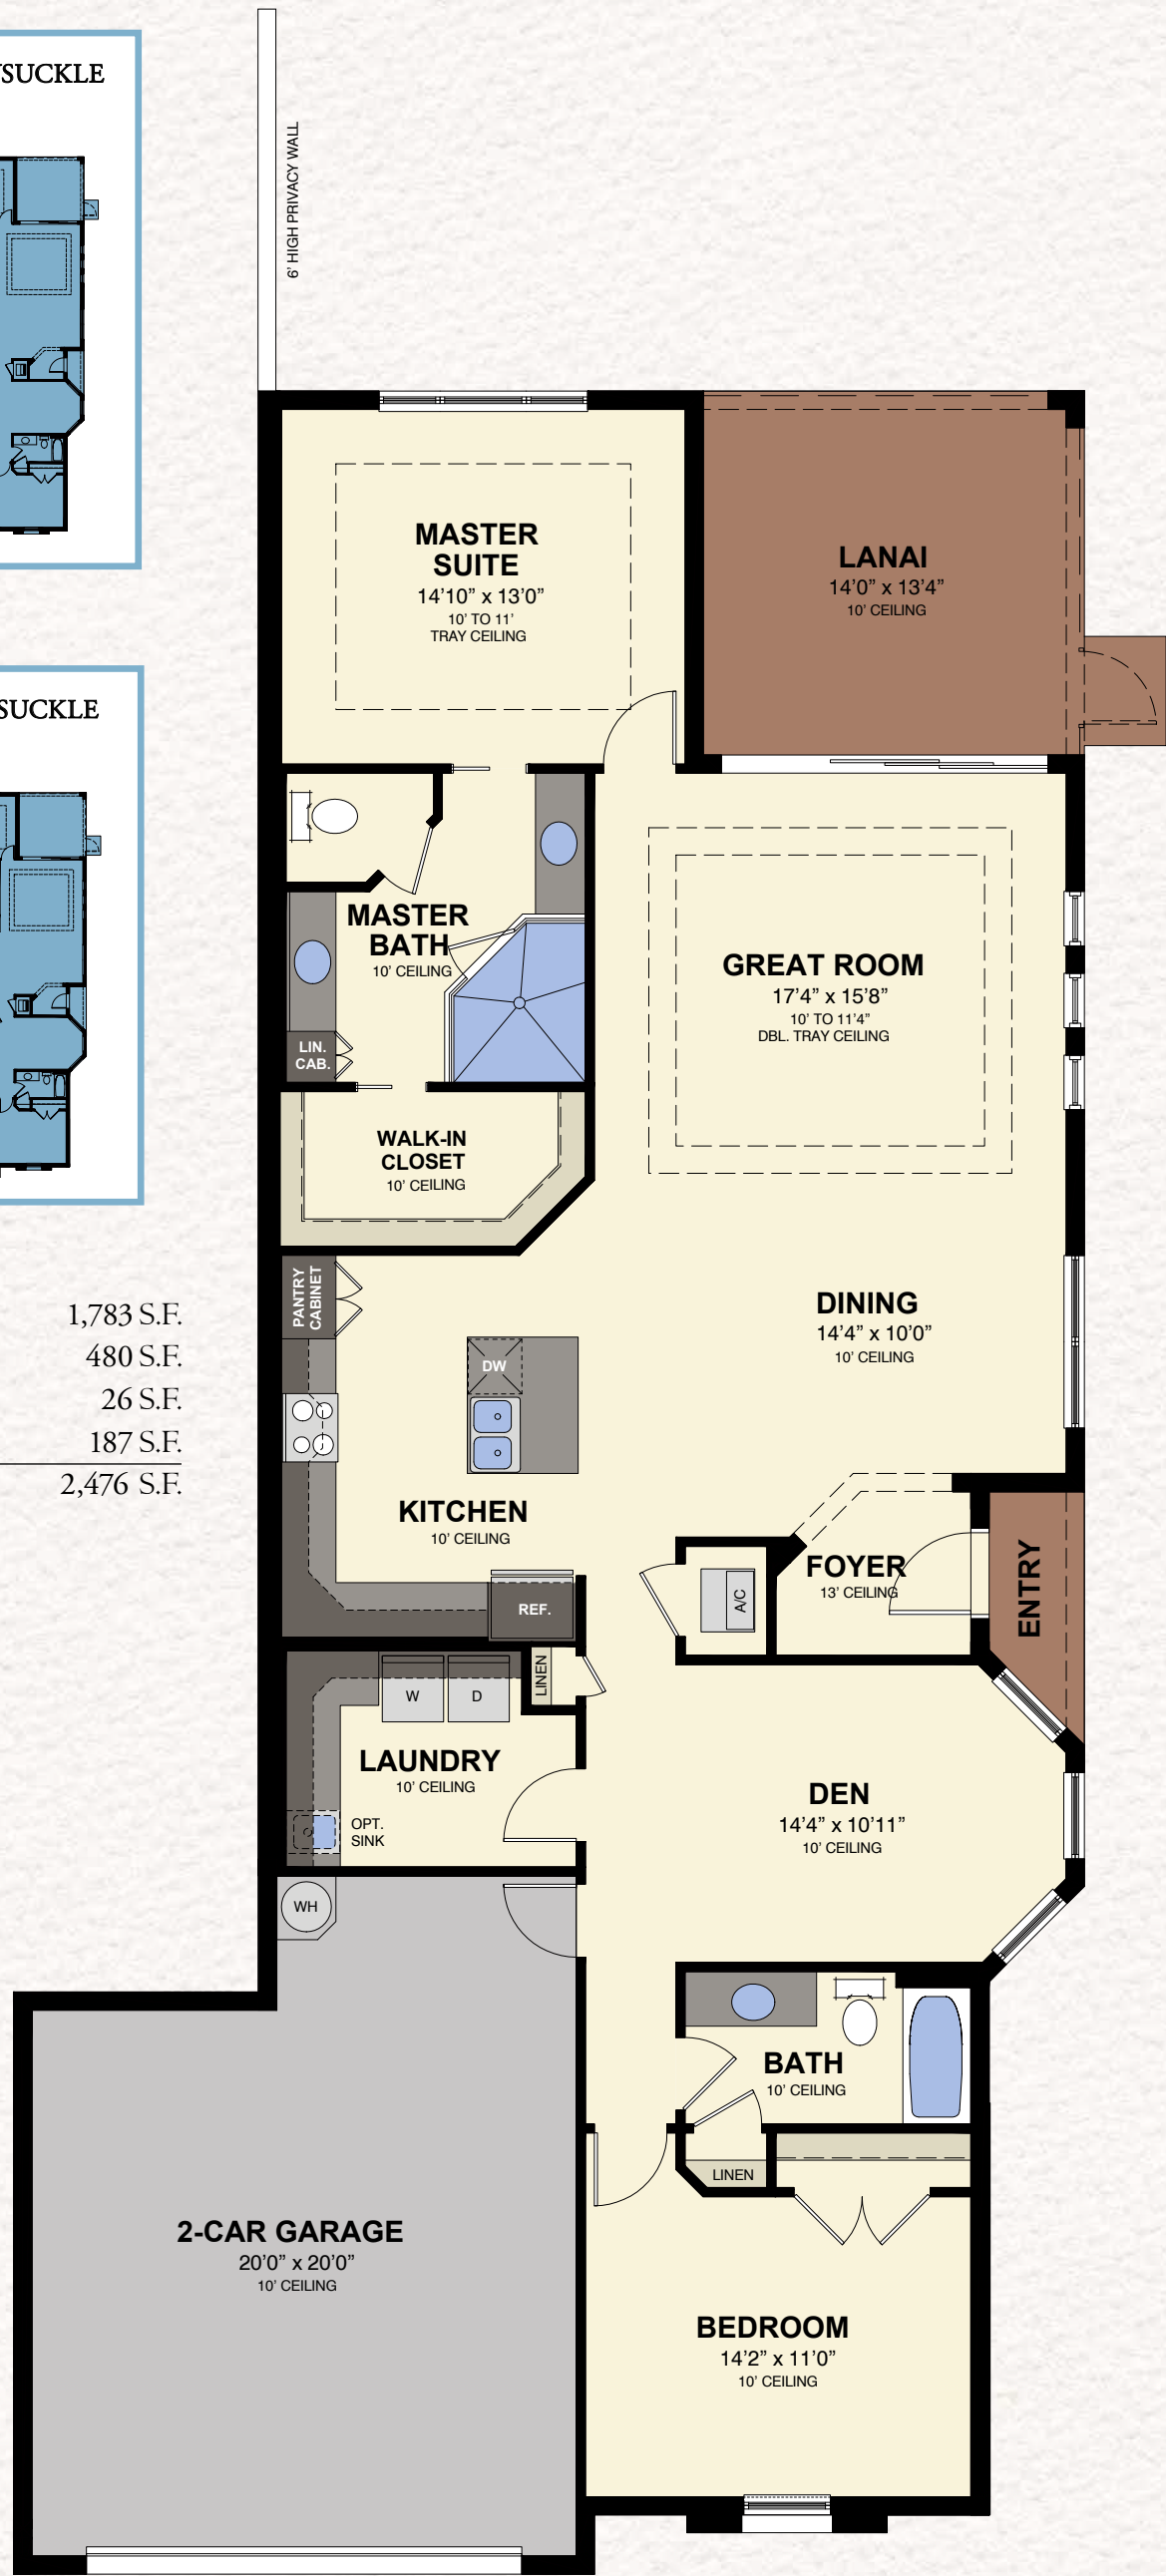 SUCKLE
SUCKLE
1,783 S.F.
480 S.F.
26 S.F.
187 S.F.
2,476 S.F.
6' HIGH PRIVACY WALL
MASTER
SUITE
14'10” x 13'0”
10' TO 11'
TRAY CEILING
LANAI
14'0” x 13'4”
10' CEILING
MASTER
BATH
10' CEILING
LIN.
CAB.
GREAT ROOM
17'4” x 15'8”
10' TO 11'4”
DBL. TRAY CEILING
WALK-IN
CLOSET
10' CEILING
PANTRY
CABINET
DINING
14'4” x 10'0”
10' CEILING
DW
KITCHEN
10' CEILING
REF.
A/C
FOYER
13' CEILING
ENTRY
LINEN
W
D
LAUNDRY
10' CEILING
OPT.
SINK
DEN
14'4” x 10'11”
10' CEILING
WH
BATH
10' CEILING
LINEN
2-CAR GARAGE
20'0” x 20'0”
10' CEILING
BEDROOM
14'2” x 11'0”
10' CEILING